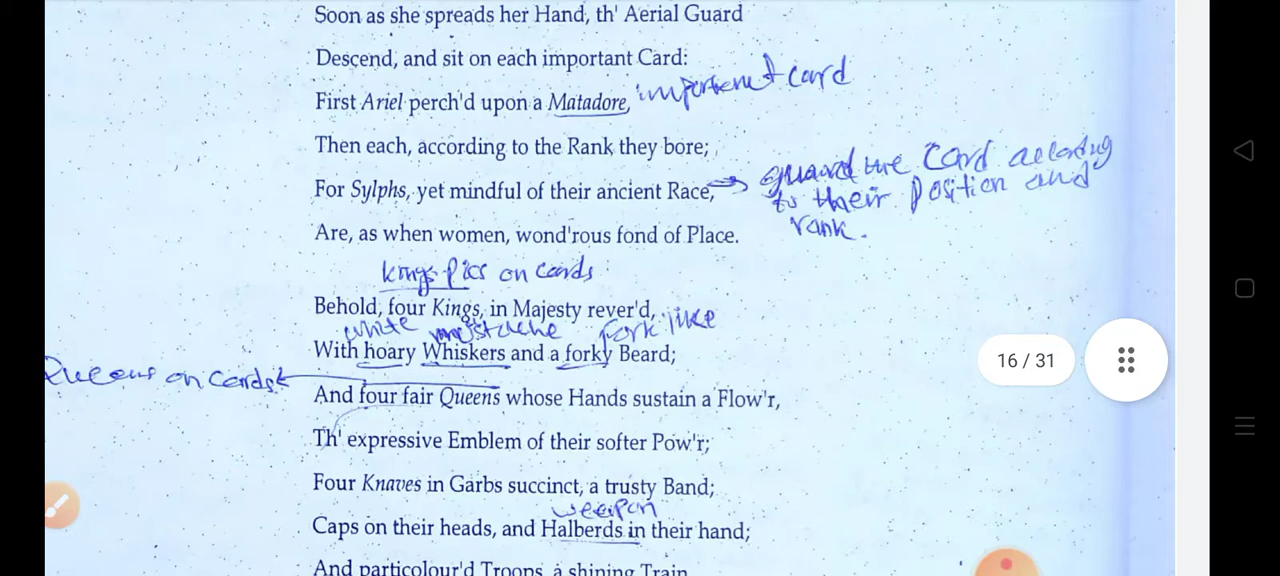 Soon as she spreads her Hand, th' Aerial Guard
Descend, and sit on each important Card:
important card
First Ariel perch'd upon a Matadore,
Then each, according to the Rank they bore;
guard the Card according
For Sylphs, yet mindful of their ancient Race,
to their Position and
rank.
Are, as when women, wond'rous fond of Place.
kings pics on cards
Behold, four Kings, in Majesty rever'd,
white mustache fork like
With hoary Whiskers and a forky Beard;
16 / 31
Queens on cards
And four fair Queens whose Hands sustain a Flow'r,
Th' expressive Emblem of their softer Pow'r;
Four Knaves in Garbs succinct, a trusty Band;
weapon
Caps on their heads, and Halberds in their hand;
And particolour'd Troops, a shining Train,